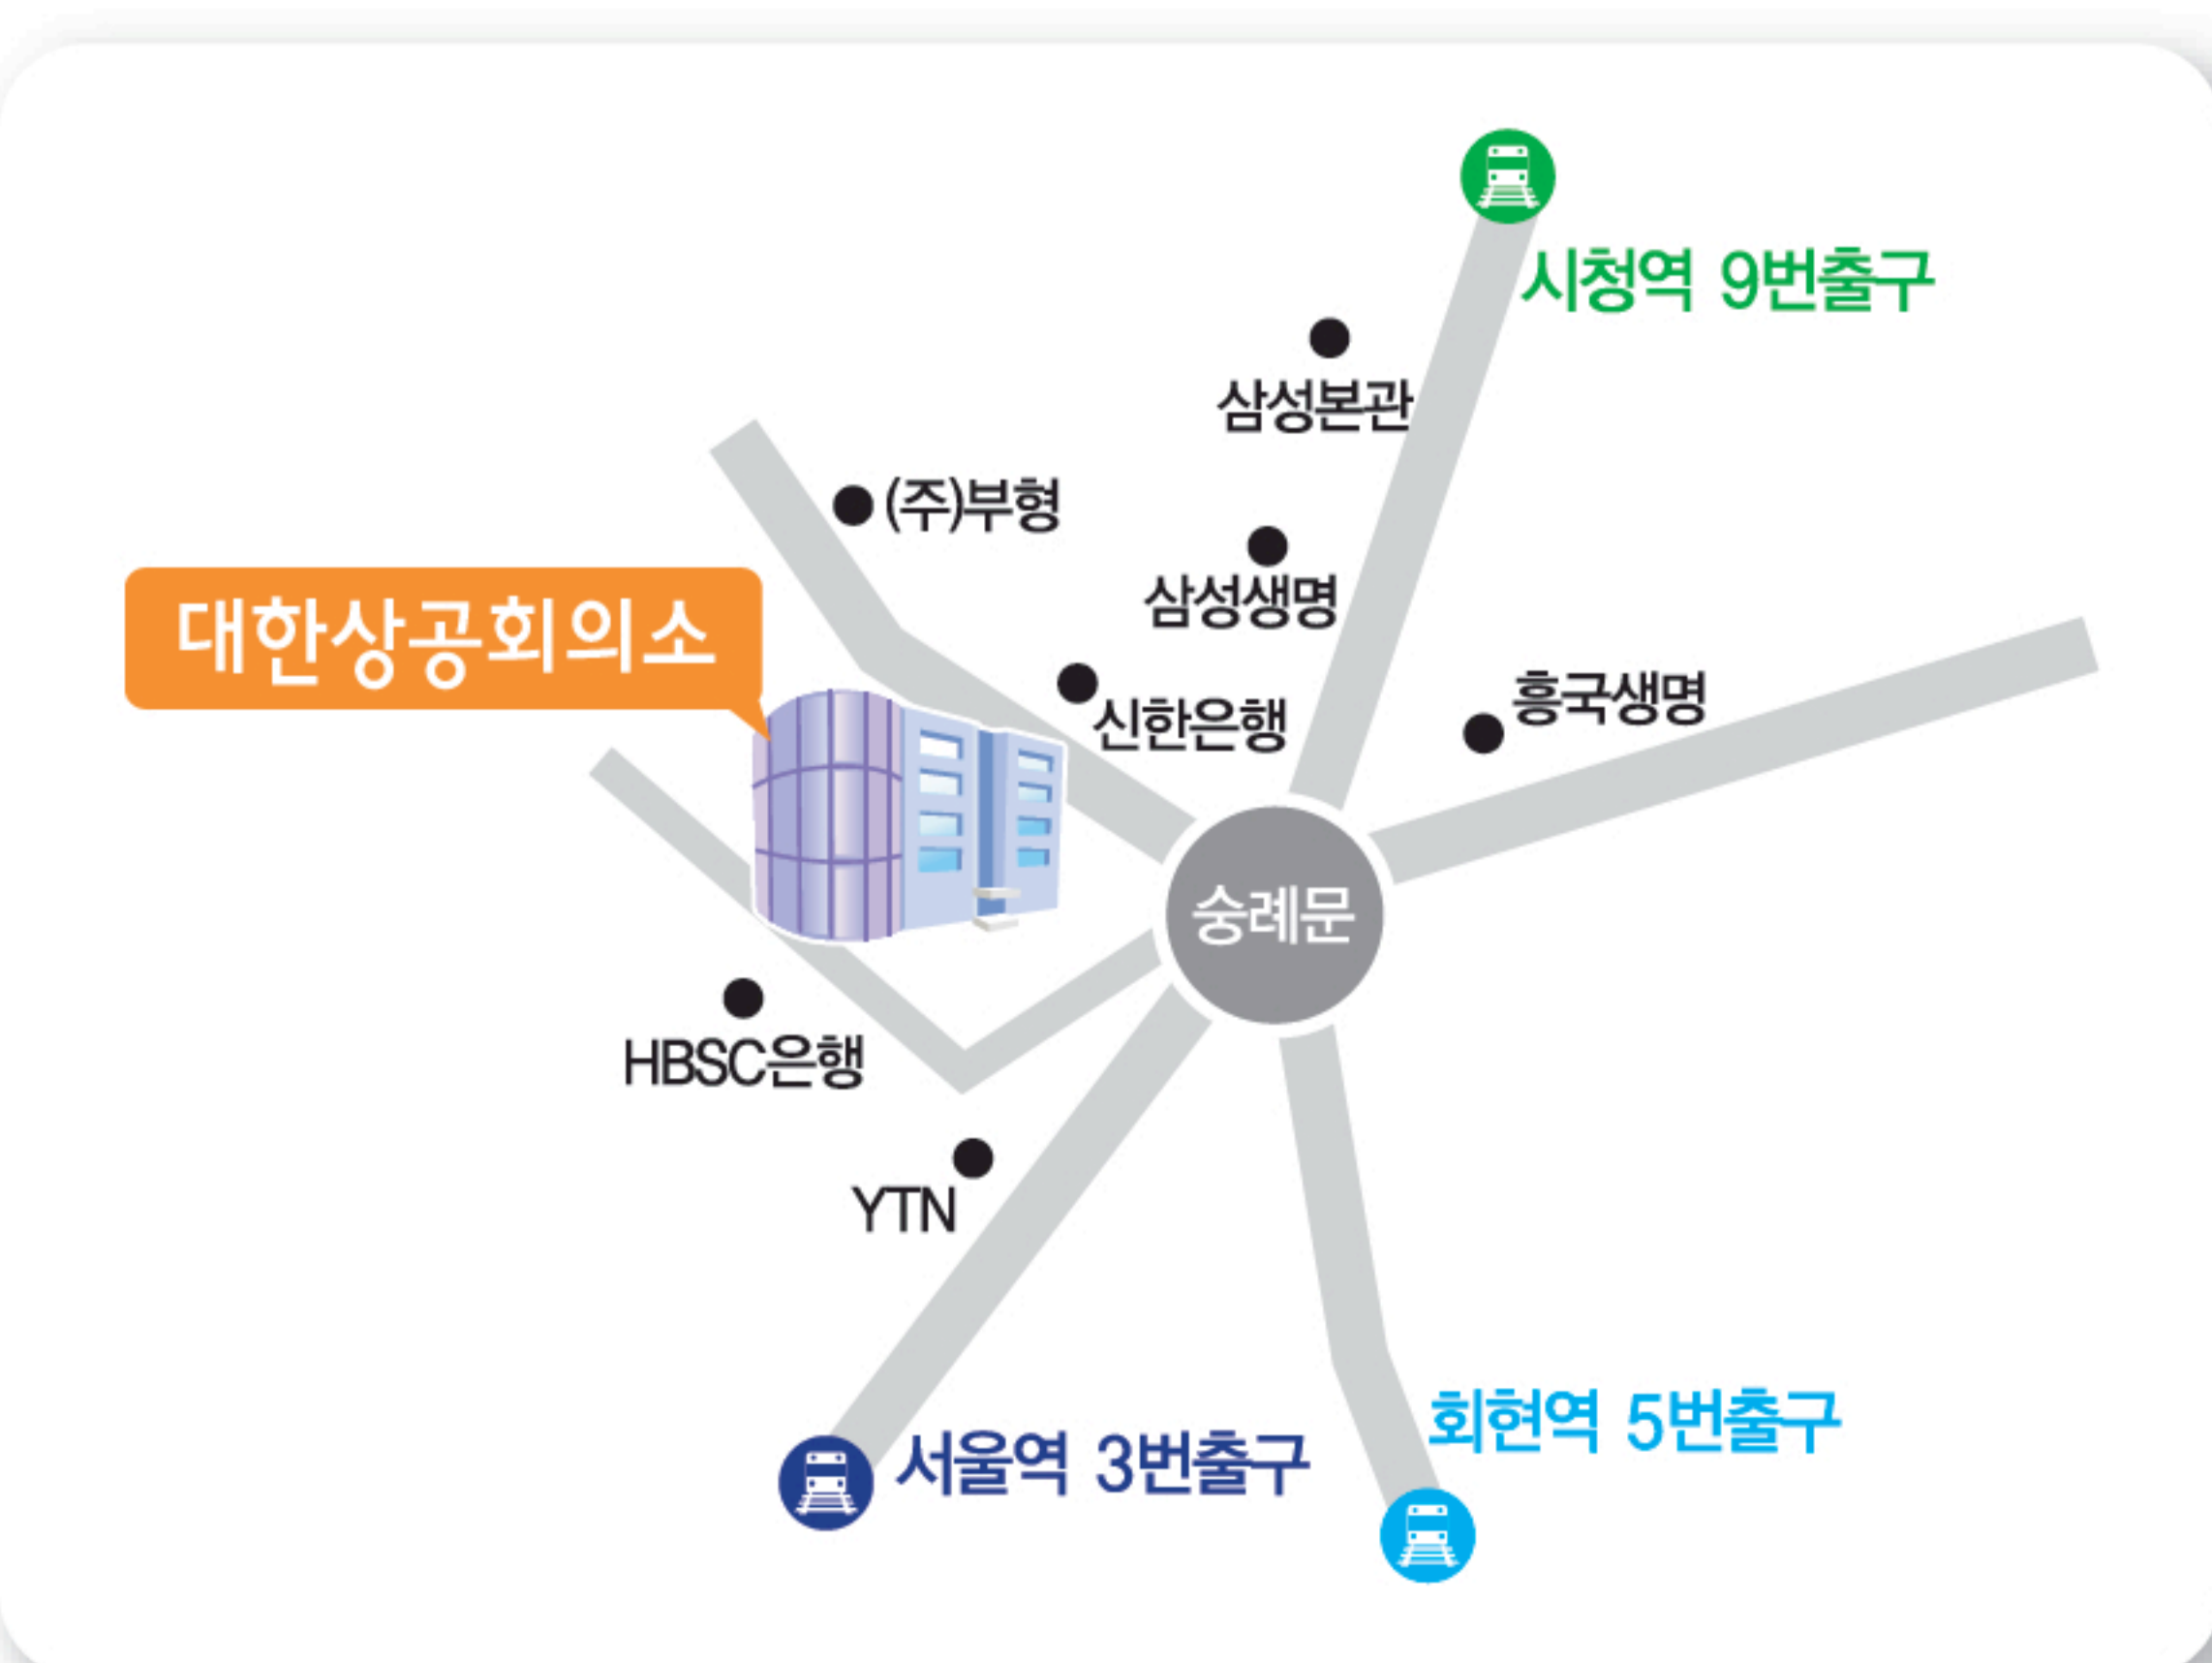 시청역 9번출구
삼성본관
(주)부형
삼성생명
대한상공회의소
신한은행
흥국생명
숭례문
HBSC은행
YTN
서울역 3번출구
회현역 5번출구